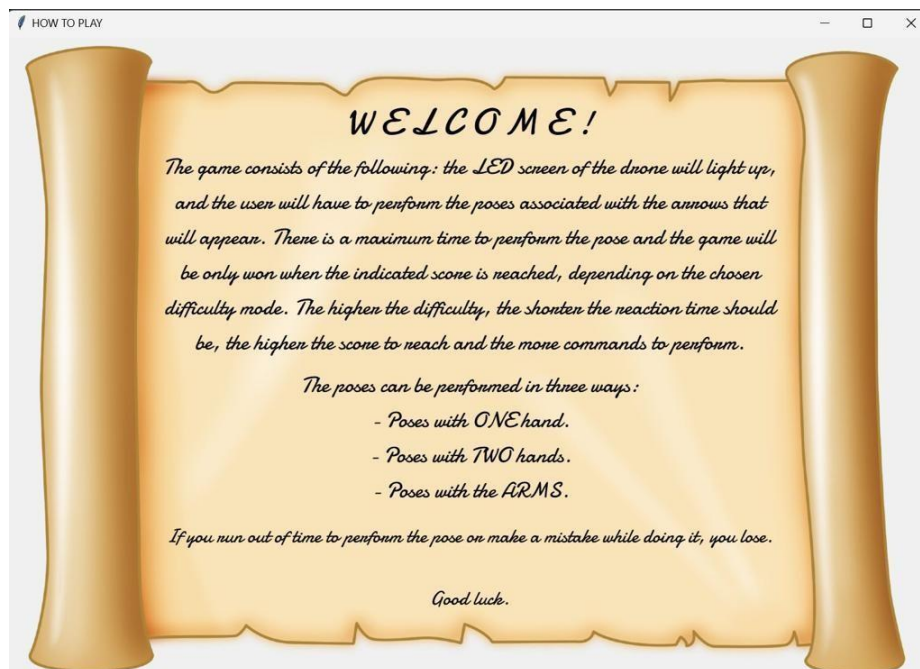 HOW TO PLAY
WELCOME!
The game consists of the following: the LED screen of the drone will light up,
and the user will have to perform the poses associated with the arrows that
will appear. There is a maximum time to perform the pose and the game will
be only won when the indicated score is reached, depending on the chosen
difficulty mode. The higher the difficulty, the shorter the reaction time should
be, the higher the score to reach and the more commands to perform.
The poses can be performed in three ways:
- Poses with ONE hand.
- Poses with TWO hands.
- Poses with the ARMS.
If you run out of time to perform the pose or make a mistake while doing it, you lose.
Good luck.